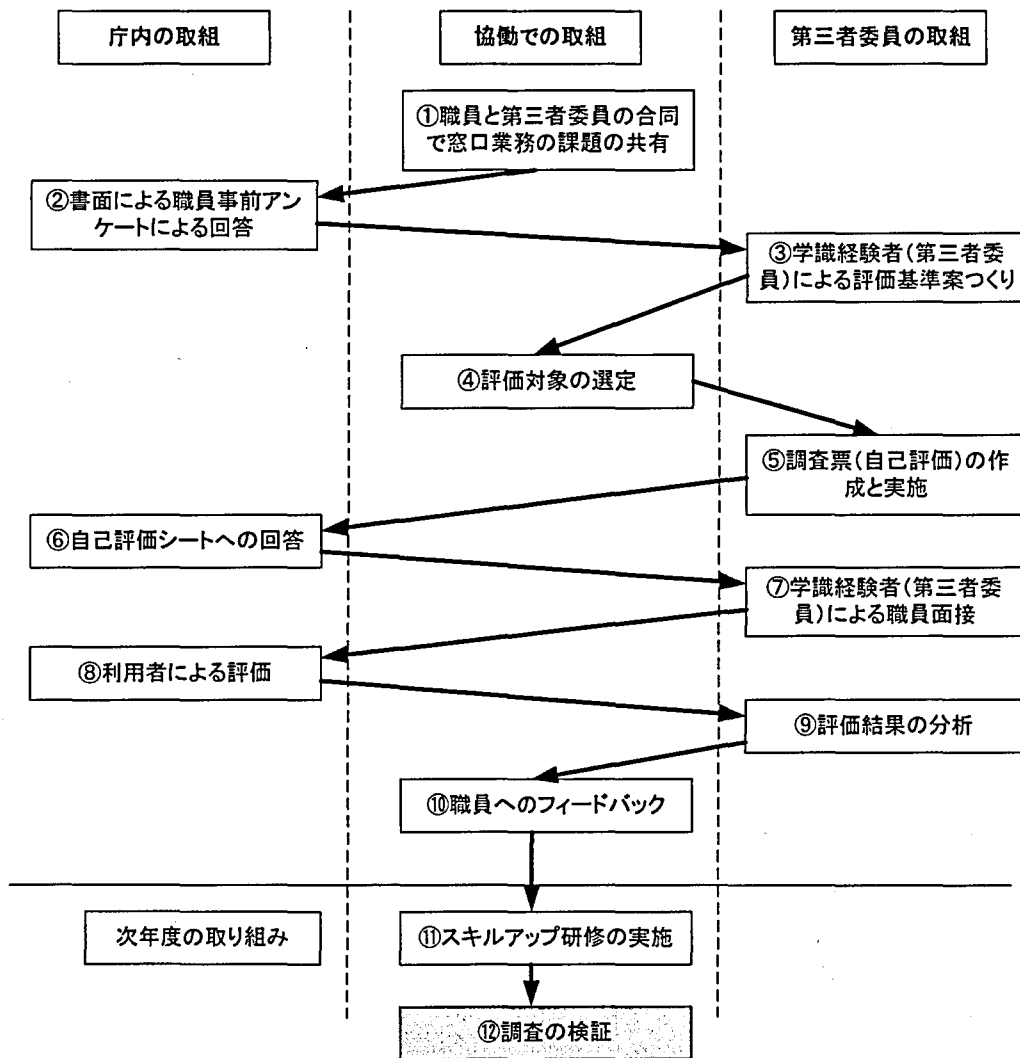 庁内の取組
協働での取組
第三者委員の取組
①職員と第三者委員の合同
で窓口業務の課題の共有
②書面による職員事前アン
ケートによる回答
③学識経験者(第三者委
員)による評価基準案つくり
④評価対象の選定
⑤調査票(自己評価)の作
成と実施
⑥自己評価シートへの回答
⑦学識経験者(第三者委
員)による職員面接
⑧利用者による評価
⑨評価結果の分析
⑩職員へのフィードバック
次年度の取り組み
⑪スキルアップ研修の実施
⑫調査の検証